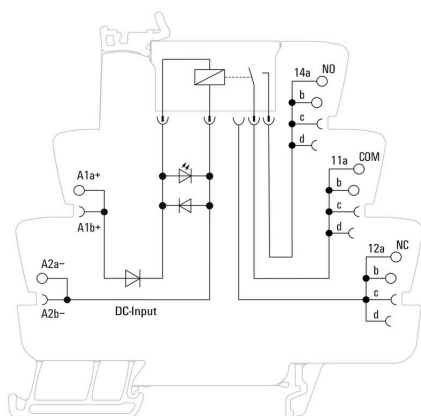 14a NO
b
c
d
11a COM
b
c
d
A1a+
A1b+
12a NC
b
c
d
A2a−
A2b−
DC-Input